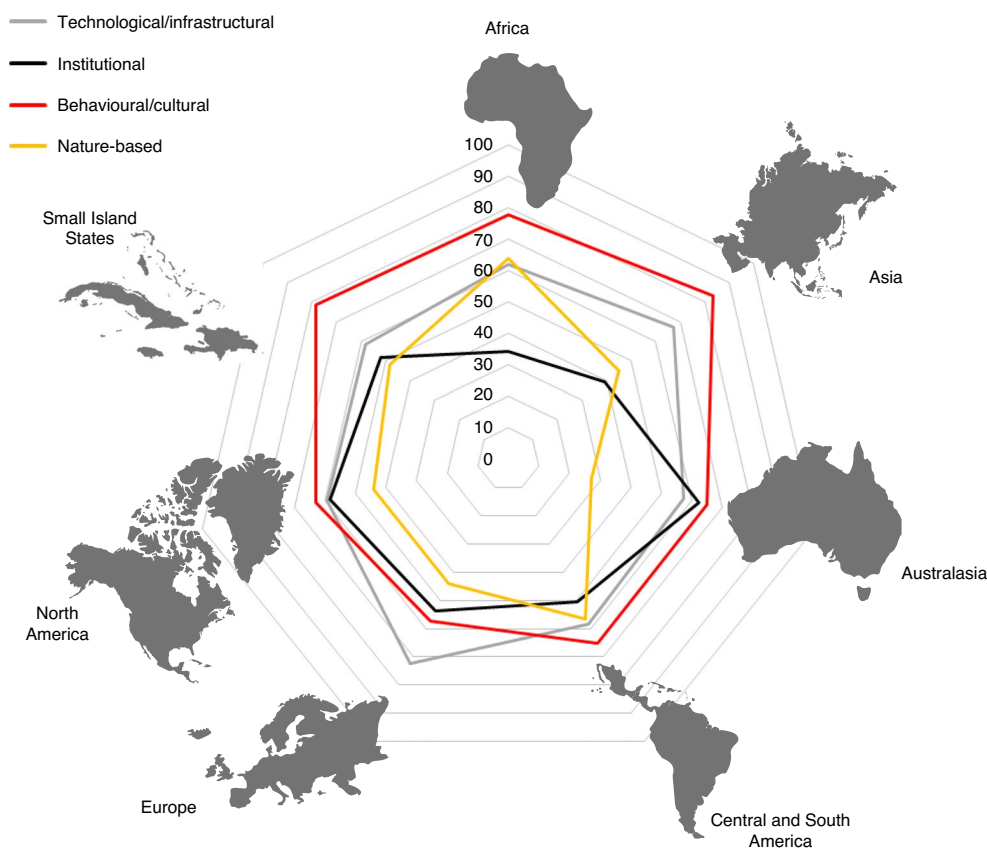 Technological/infrastructural
Institutional
Behavioural/cultural
Nature-based
Africa
100
90
80
70
60
50
40
30
20
10
0
Small Island
States
Asia
Australasia
North
America
Europe
Central and South
America